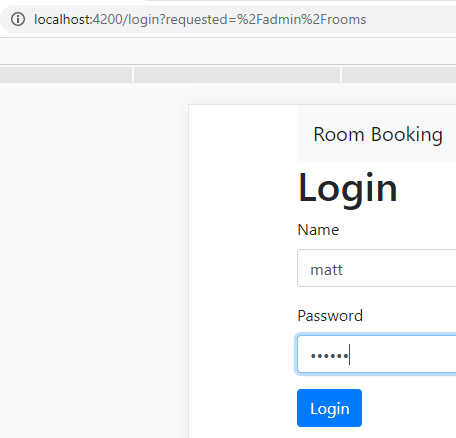 localhost:4200/login?requested=%2Fadmin%2Frooms
Room Booking
Login
Name
matt
Password
••••••
Login